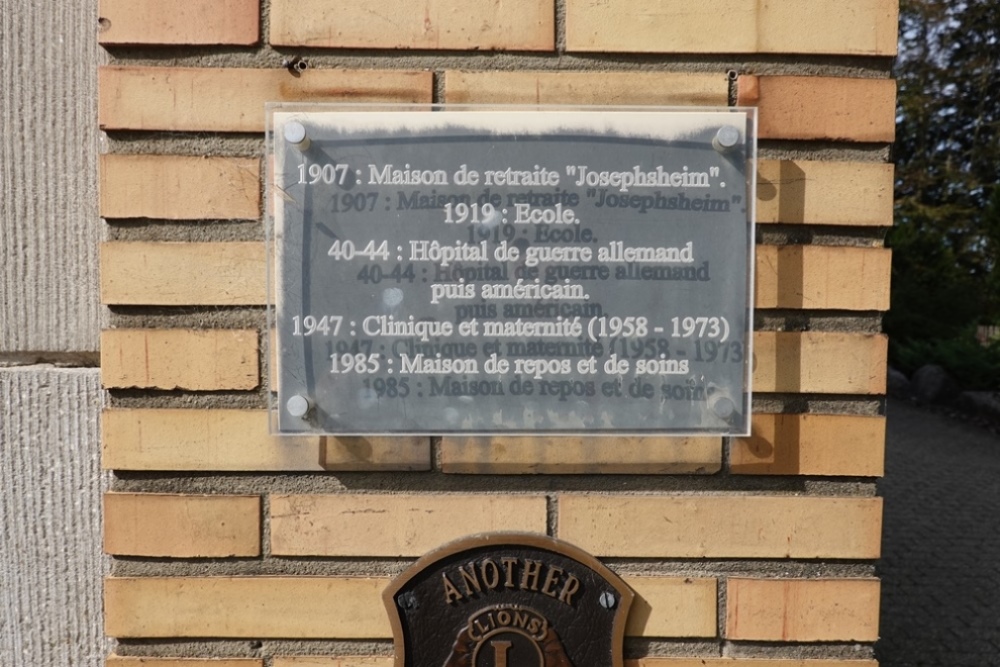 1907 : Maison de retraite "Josephsheim".
1919 : Ecole.
40-44 : Hôpital de guerre allemand
puis américain.
1947 : Clinique et maternité (1958 - 1973)
1985 : Maison de repos et de soins
ANOTHER
LIONS
L